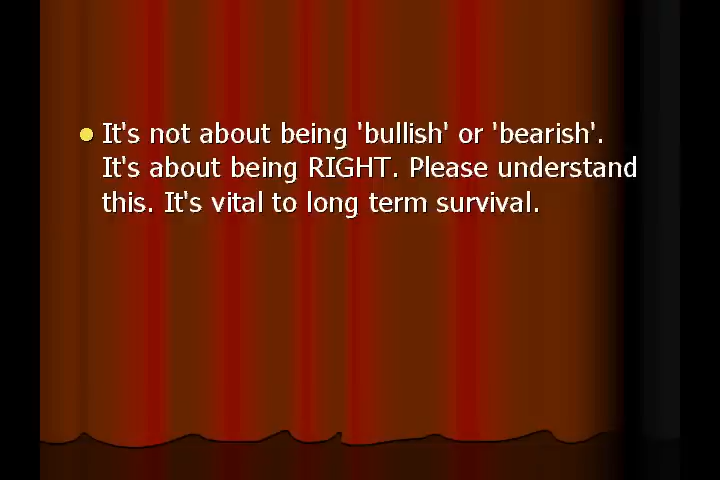 It's not about being 'bullish' or 'bearish'.
It's about being RIGHT. Please understand
this. It's vital to long term survival.